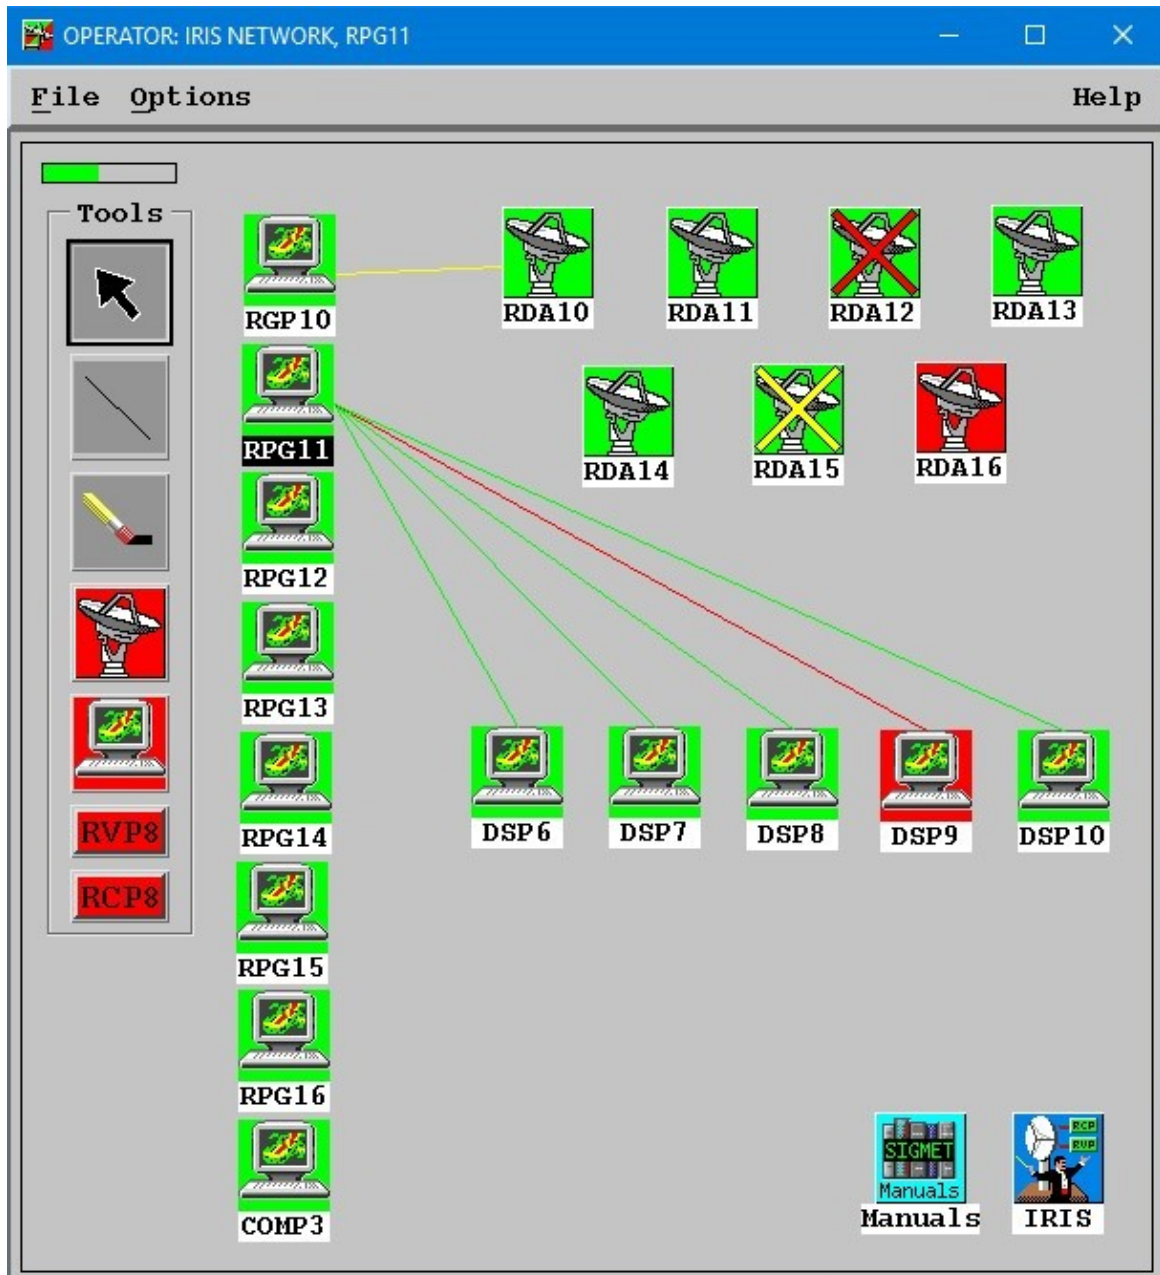 OPERATOR: IRIS NETWORK, RPG11
File Options Help
Tools
RVP8
RCP8
RGP10
RPG11
RPG12
RPG13
RPG14
RPG15
RPG16
COMP3
RDA10 RDA11 RDA12 RDA13
RDA14 RDA15 RDA16
DSP6 DSP7 DSP8 DSP9 DSP10
SIGMET
Manuals
Manuals
RCP
RVP
IRIS